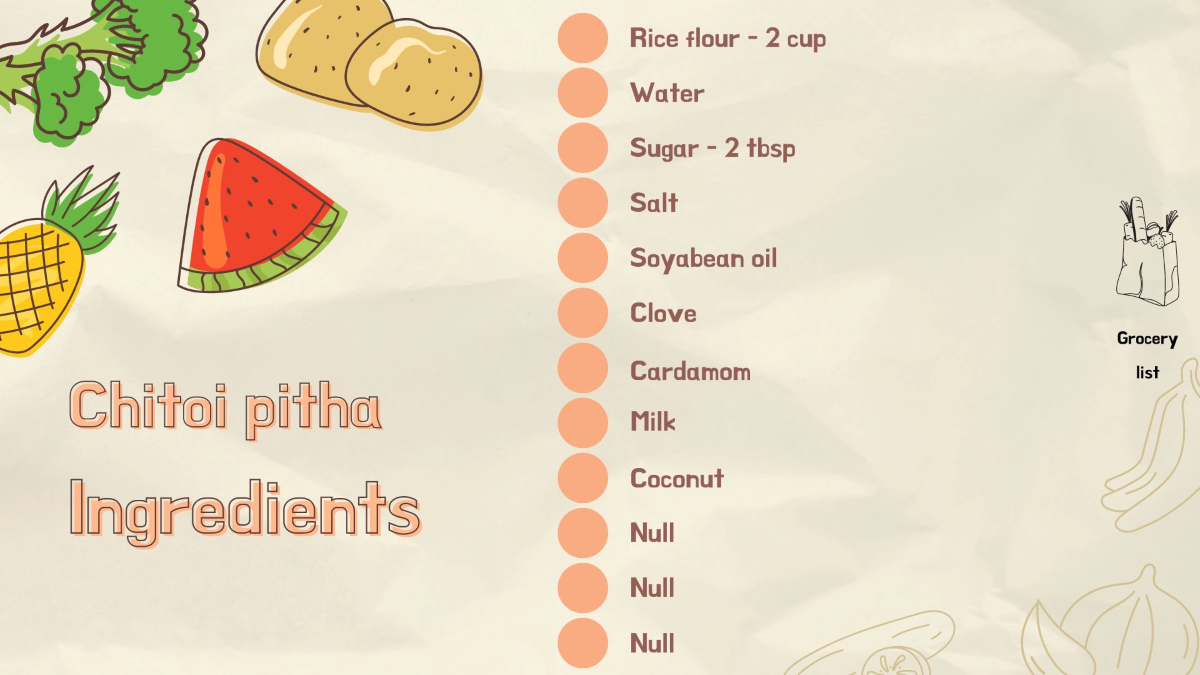 Chitoi pitha
Ingredients
Rice flour - 2 cup
Water
Sugar - 2 tbsp
Salt
Soyabean oil
Clove
Cardamom
Milk
Coconut
Null
Null
Null
Grocery
list